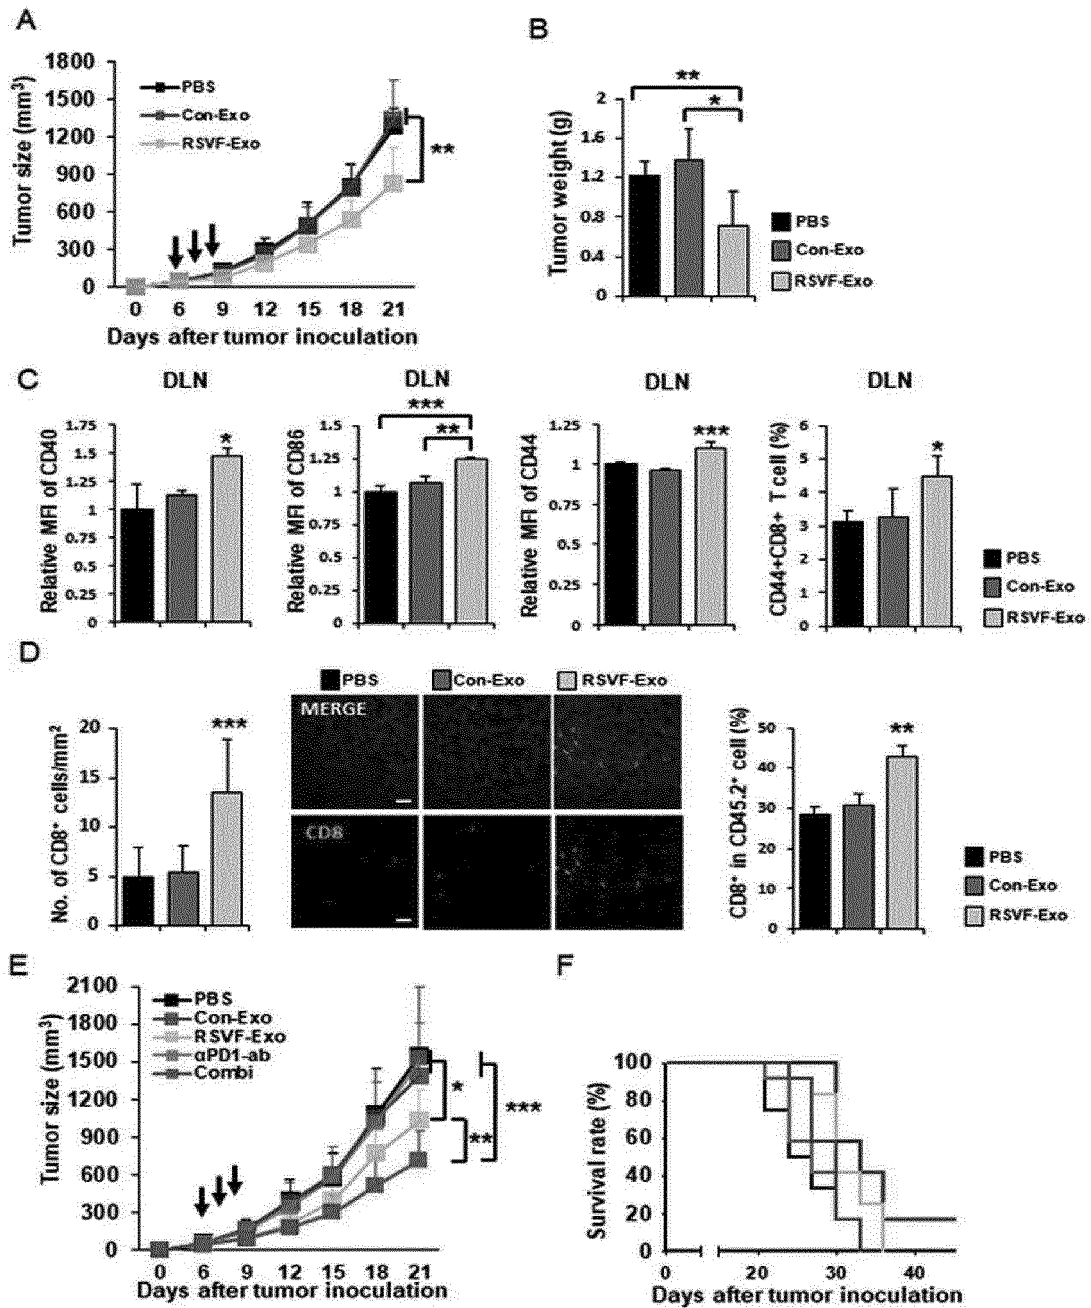 A
Tumor size (mm³)
1800
1500
1200
900
600
300
0
PBS
Con-Exo
RSVF-Exo
**
0 6 9 12 15 18 21
Days after tumor inoculation
B
Tumor weight (g)
2
1.6
1.2
0.8
0.4
0
**
*
PBS
Con-Exo
RSVF-Exo
C
DLN
Relative MFI of CD40
1.75
1.5
1.25
1
0.75
0.5
0.25
0
*
DLN
Relative MFI of CD86
1.5
1.25
1
0.75
0.5
0.25
0
***
**
DLN
Relative MFI of CD44
1.25
1
0.75
0.5
0.25
0
***
DLN
CD44+CD8+ T cell (%)
6
5
4
3
2
1
0
*
PBS
Con-Exo
RSVF-Exo
D
No. of CD8⁺ cells/mm²
20
15
10
5
0
***
PBS Con-Exo RSVF-Exo
MERGE
CD8
CD8⁺ in CD45.2⁺ cell (%)
50
40
30
20
10
0
**
PBS
Con-Exo
RSVF-Exo
E
Tumor size (mm³)
2100
1800
1500
1200
900
600
300
0
PBS
Con-Exo
RSVF-Exo
αPD1-ab
Combi
*
**
***
0 6 9 12 15 18 21
Days after tumor inoculation
F
Survival rate (%)
100
80
60
40
20
0
0 20 30 40
Days after tumor inoculation